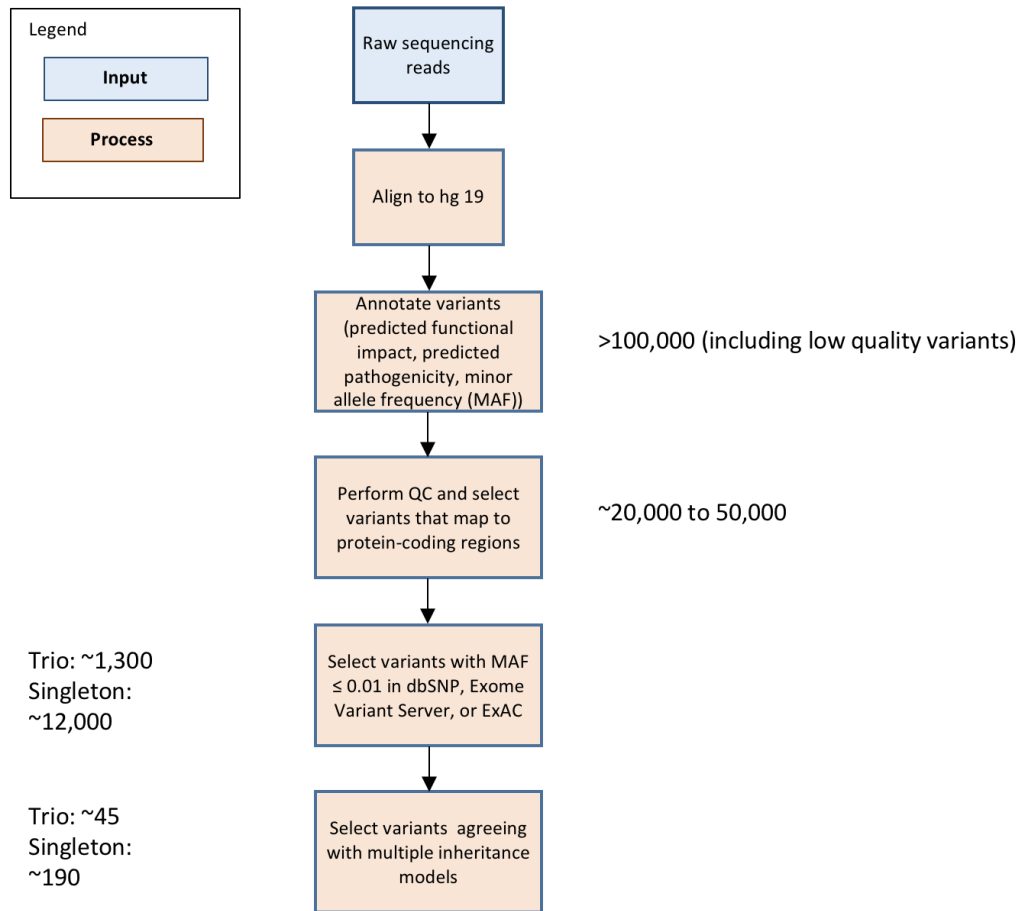 Legend
Input
Process
Raw sequencing
reads
Align to hg 19
Annotate variants
(predicted functional
impact, predicted
pathogenicity, minor
allele frequency (MAF))
>100,000 (including low quality variants)
Perform QC and select
variants that map to
protein-coding regions
~20,000 to 50,000
Trio: ~1,300
Singleton:
~12,000
Select variants with MAF
≤ 0.01 in dbSNP, Exome
Variant Server, or ExAC
Trio: ~45
Singleton:
~190
Select variants agreeing
with multiple inheritance
models